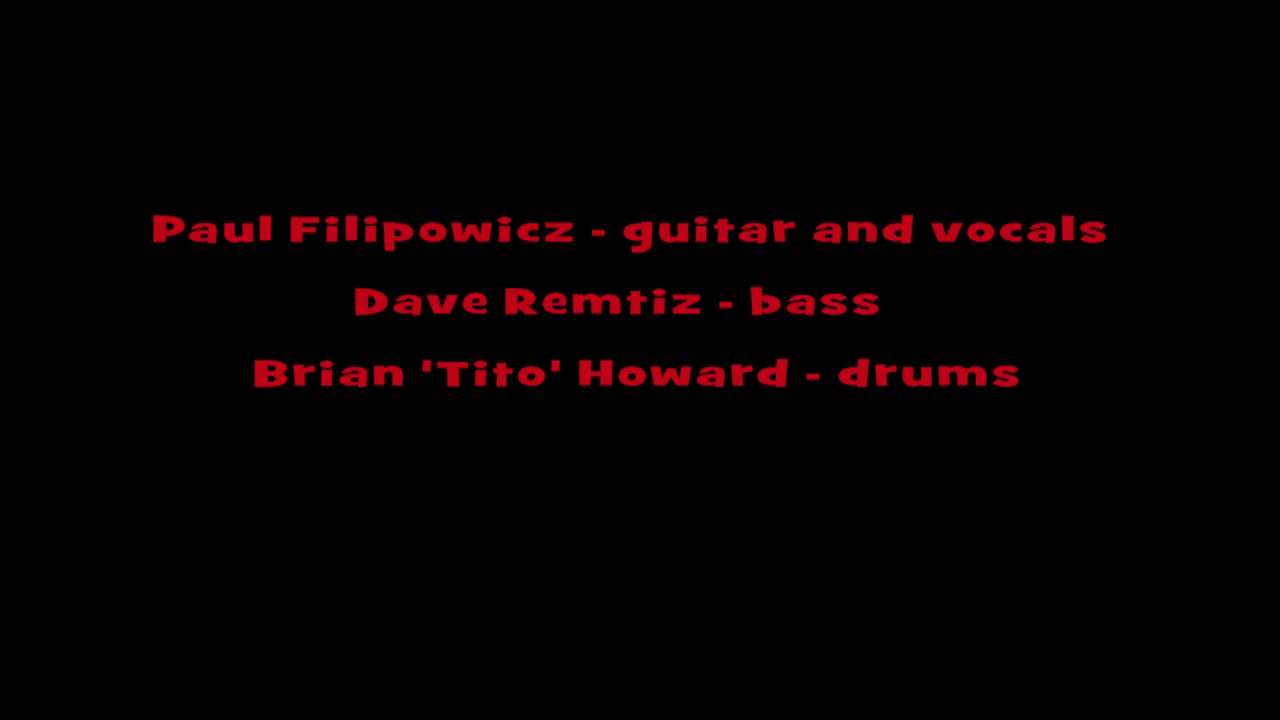 Paul Filipowicz - guitar and vocals
Dave Remtiz - bass
Brian 'Tito' Howard - drums